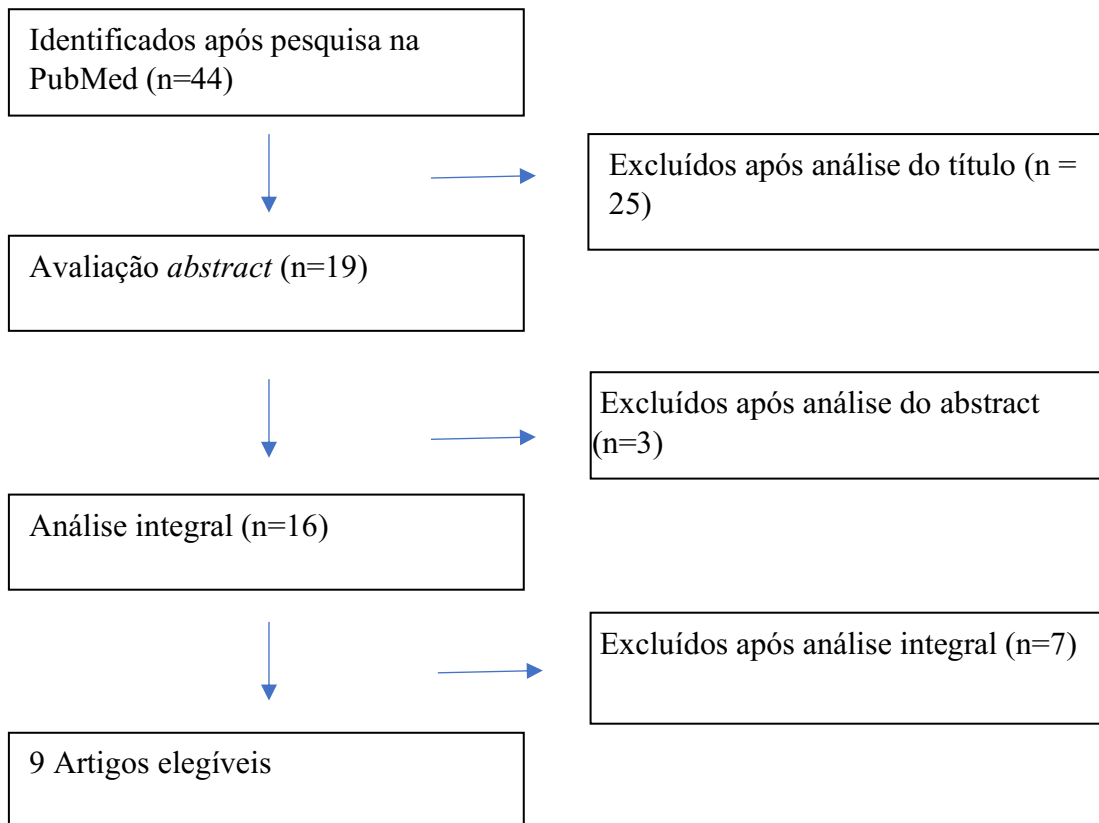 Identificados após pesquisa na
PubMed (n=44)
Excluídos após análise do título (n =
25)
Avaliação abstract (n=19)
Excluídos após análise do abstract
(n=3)
Análise integral (n=16)
Excluídos após análise integral (n=7)
9 Artigos elegíveis